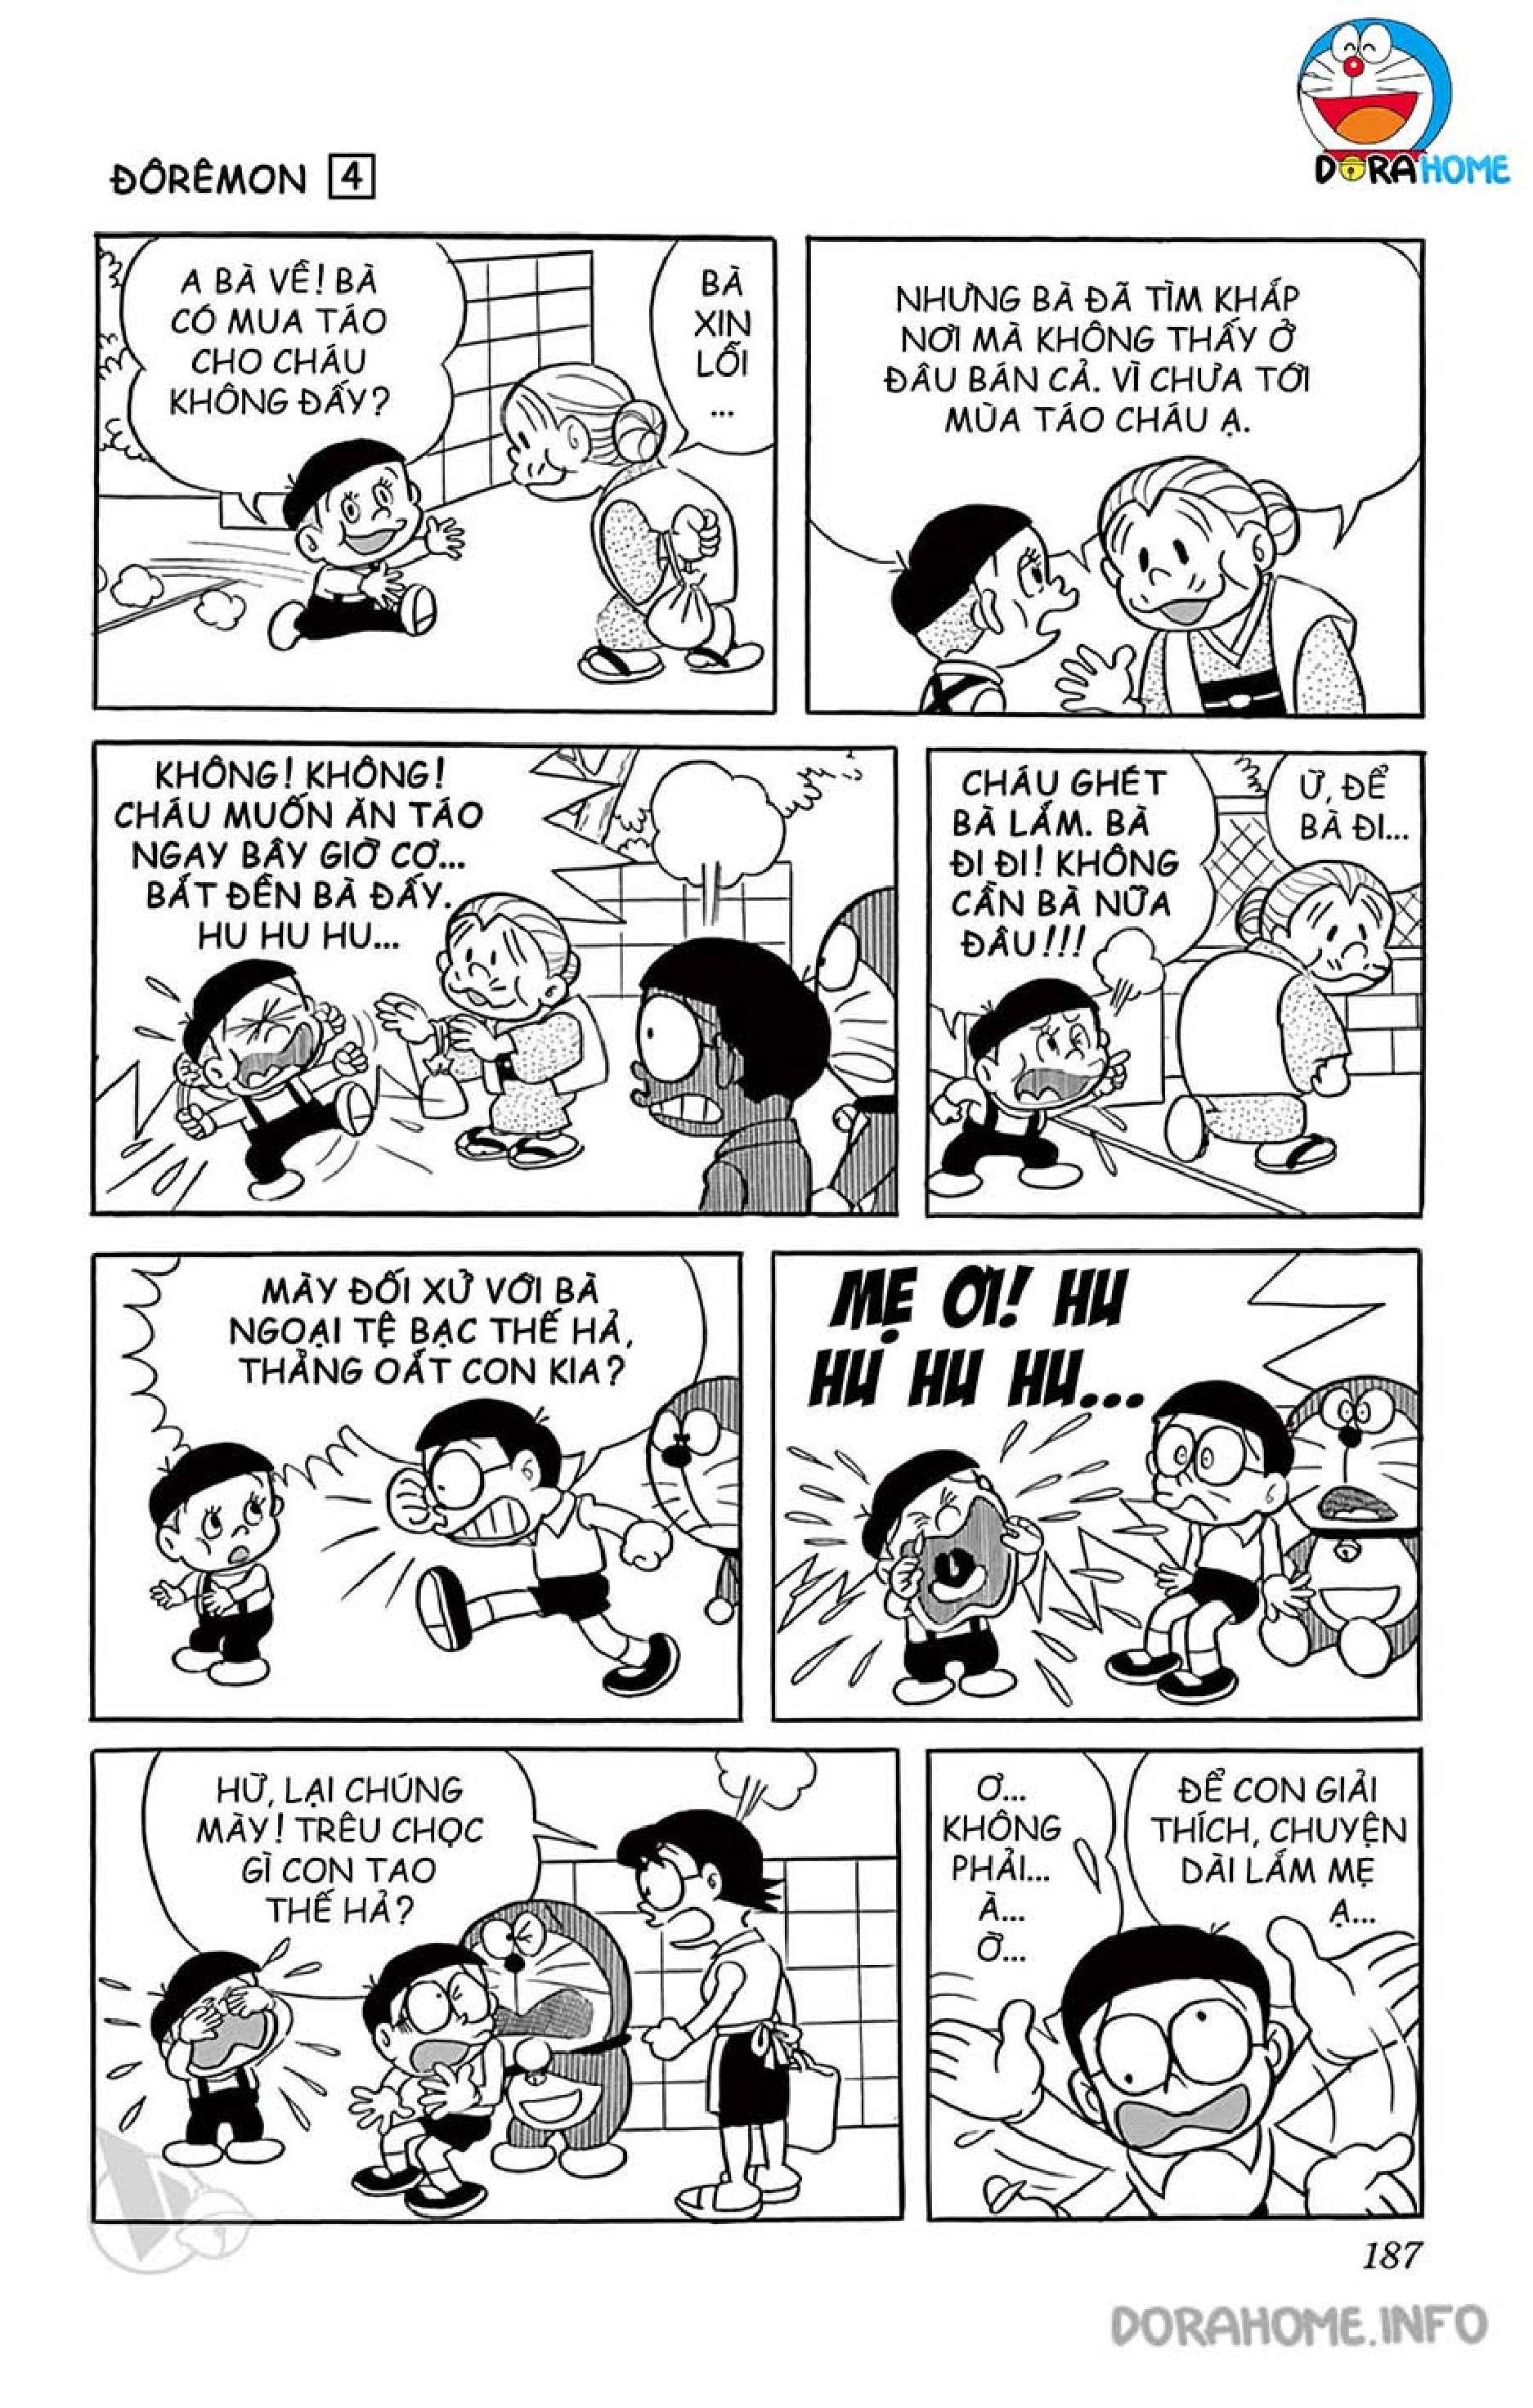 DORAHOME
ĐÔRÊMON 4
A BÀ VỀ! BÀ
CÓ MUA TÁO
CHO CHÁU
KHÔNG ĐẤY?
BÀ
XIN
LỖI
...
NHƯNG BÀ ĐÃ TÌM KHẮP
NƠI MÀ KHÔNG THẤY Ở
ĐÂU BÁN CẢ. VÌ CHƯA TỚI
MÙA TÁO CHÁU Ạ.
KHÔNG! KHÔNG!
CHÁU MUỐN ĂN TÁO
NGAY BÂY GIỜ CƠ...
BẮT ĐỀN BÀ ĐẤY.
HU HU HU...
CHÁU GHÉT
BÀ LẮM. BÀ
ĐI ĐI! KHÔNG
CẦN BÀ NỮA
ĐÂU!!!
Ừ, ĐỂ
BÀ ĐI...
MÀY ĐỐI XỬ VỚI BÀ
NGOẠI TỆ BẠC THẾ HẢ,
THẰNG OẮT CON KIA?
MẸ ƠI! HU
HU HU HU...
HỪ, LẠI CHÚNG
MÀY! TRÊU CHỌC
GÌ CON TAO
THẾ HẢ?
Ơ...
KHÔNG
PHẢI...
À...
Ờ...
ĐỂ CON GIẢI
THÍCH, CHUYỆN
DÀI LẮM MẸ
Ạ...
187
DORAHOME.INFO